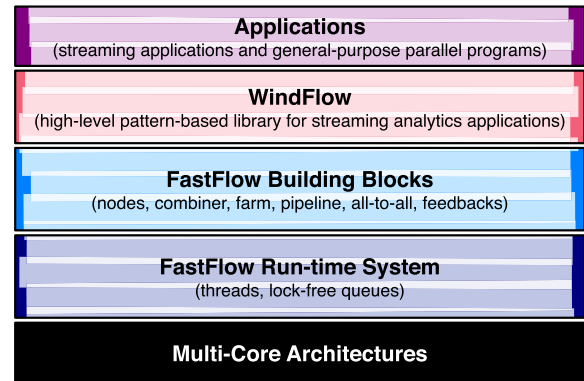 Applications
(streaming applications and general-purpose parallel programs)
WindFlow
(high-level pattern-based library for streaming analytics applications)
FastFlow Building Blocks
(nodes, combiner, farm, pipeline, all-to-all, feedbacks)
FastFlow Run-time System
(threads, lock-free queues)
Multi-Core Architectures